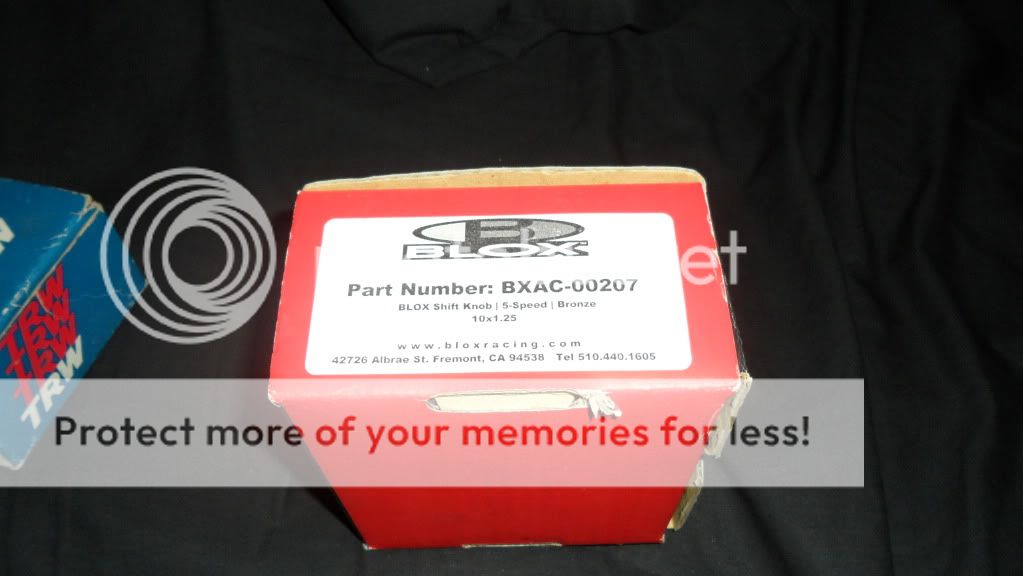 B
BLOX
Part Number: BXAC-00207
BLOX Shift Knob | 5-Speed | Bronze
10x1.25
www.bloxracing.com
42726 Albrae St. Fremont, CA 94538 Tel 510.440.1605
TRW
TRW
TRW
TRW
Protect more of your memories for less!